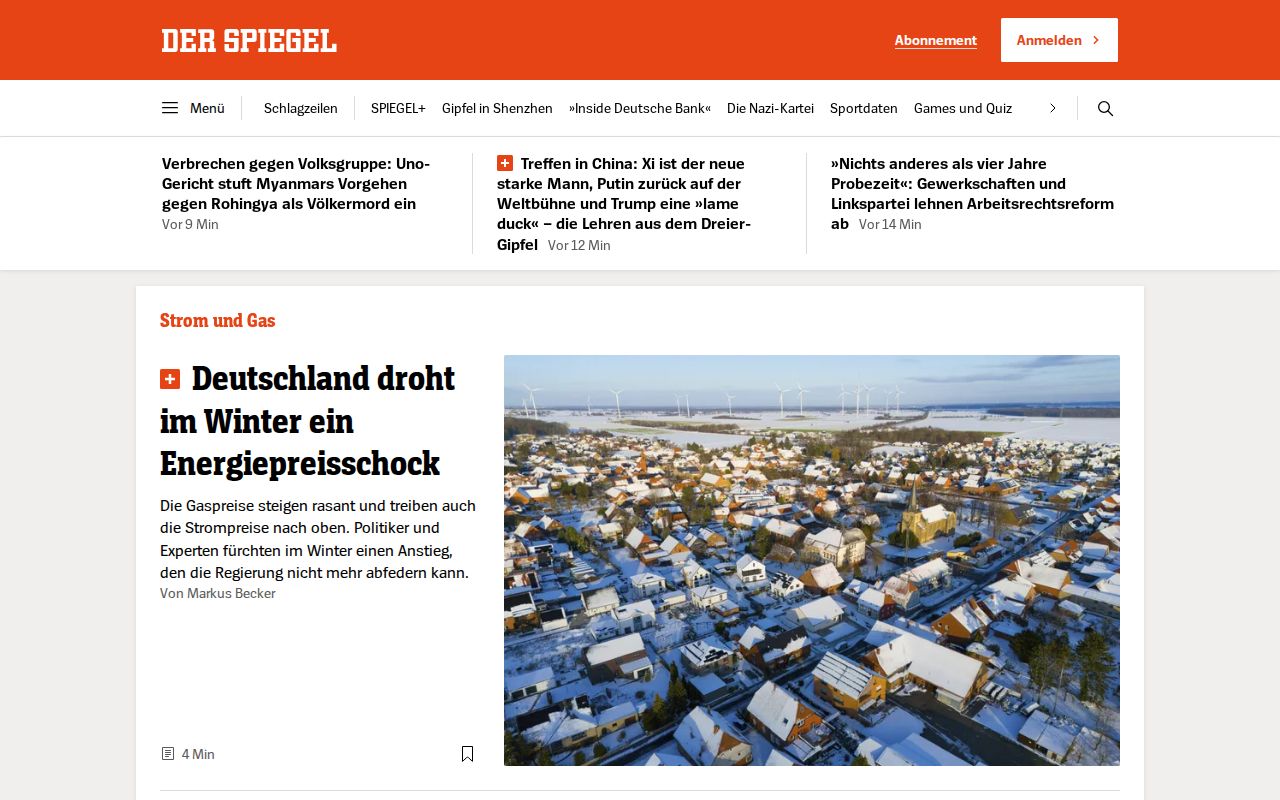 DER SPIEGEL
Abonnement
Anmelden
Menü
Schlagzeilen
SPIEGEL+
Gipfel in Shenzhen
»Inside Deutsche Bank«
Die Nazi-Kartei
Sportdaten
Games und Quiz
Verbrechen gegen Volksgruppe: Uno-
Gericht stuft Myanmars Vorgehen
gegen Rohingya als Völkermord ein
Vor 9 Min
Treffen in China: Xi ist der neue
starke Mann, Putin zurück auf der
Weltbühne und Trump eine »lame
duck« – die Lehren aus dem Dreier-
Gipfel Vor 12 Min
»Nichts anderes als vier Jahre
Probezeit«: Gewerkschaften und
Linkspartei lehnen Arbeitsrechtsreform
ab Vor 14 Min
Strom und Gas
Deutschland droht
im Winter ein
Energiepreisschock
Die Gaspreise steigen rasant und treiben auch
die Strompreise nach oben. Politiker und
Experten fürchten im Winter einen Anstieg,
den die Regierung nicht mehr abfedern kann.
Von Markus Becker
4 Min